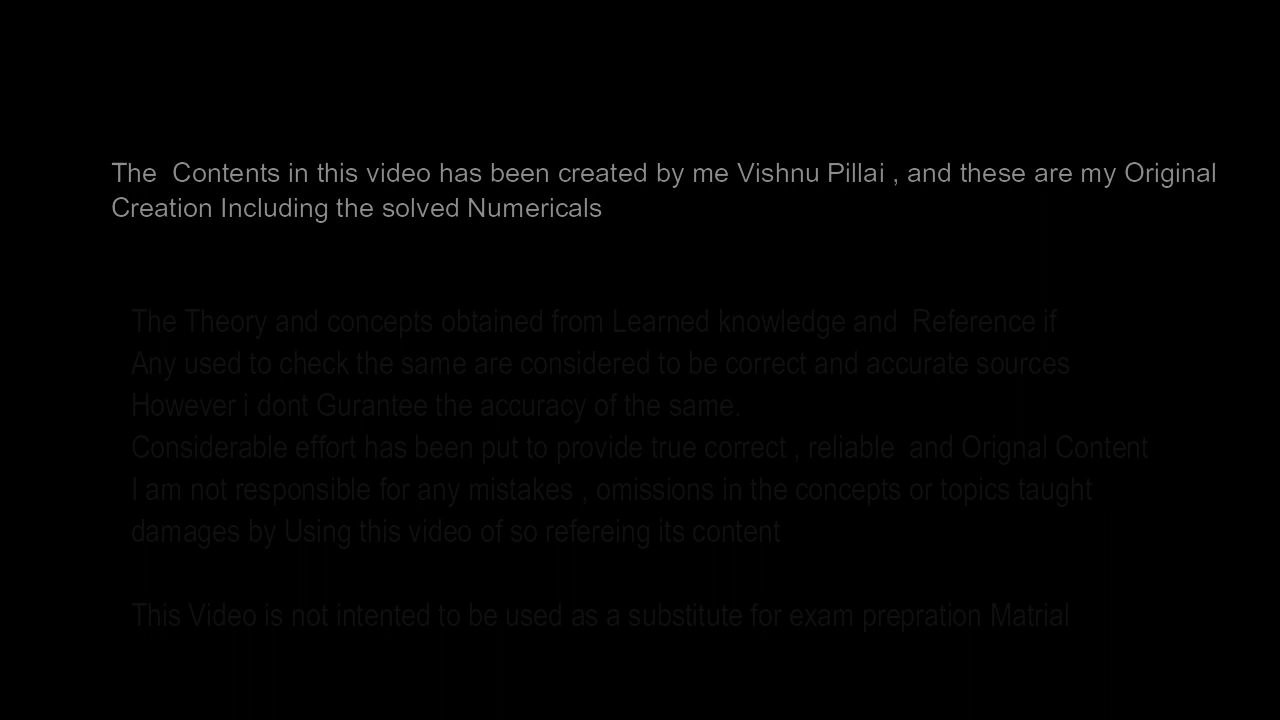 The Contents in this video has been created by me Vishnu Pillai , and these are my Original
Creation Including the solved Numericals
The Theory and concepts obtained from Learned knowledge and Reference if
Any used to check the same are considered to be correct and accurate sources
However i dont Gurantee the accuracy of the same.
Considerable effort has been put to provide true correct , reliable and Orignal Content
I am not responsible for any mistakes , omissions in the concepts or topics taught
damages by Using this video of so refereing its content
This Video is not intented to be used as a substitute for exam prepration Matrial